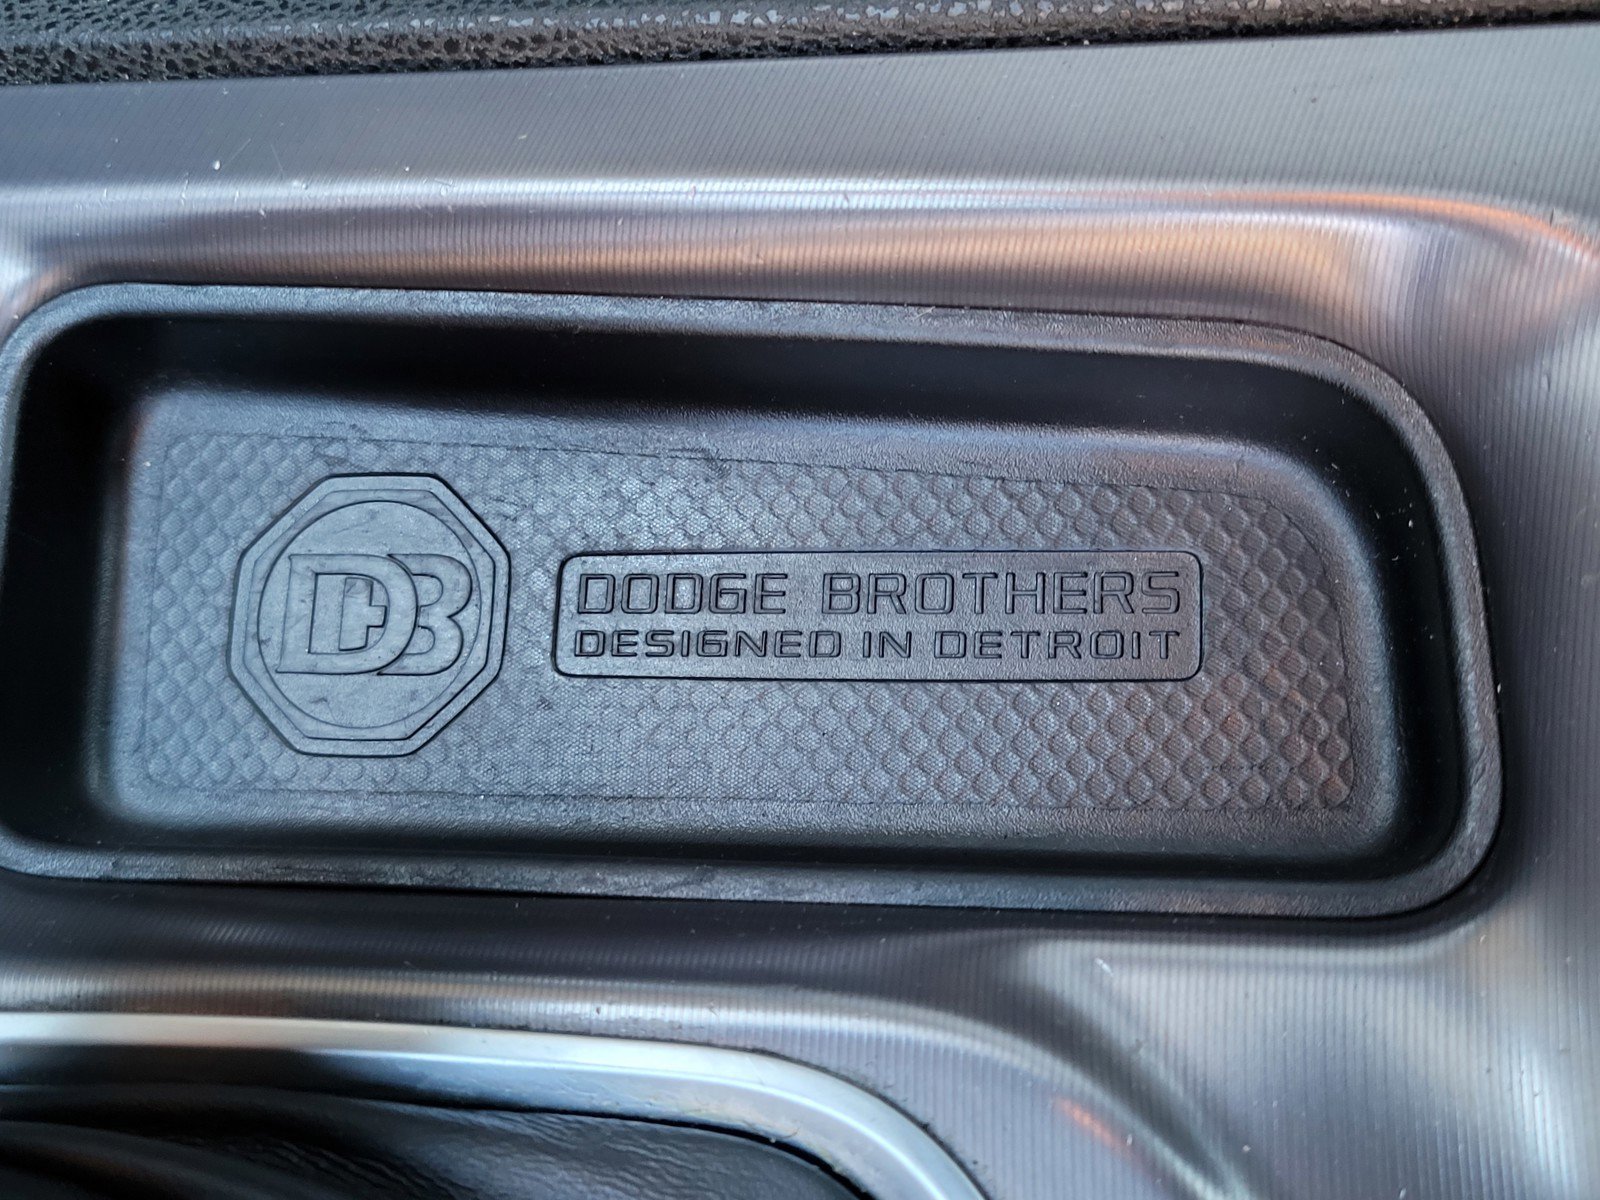 DB
DODGE BROTHERS
DESIGNED IN DETROIT